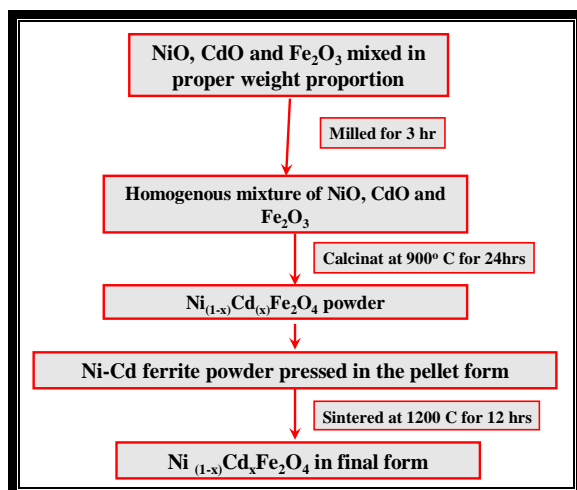 NiO, CdO and Fe₂O₃ mixed in
proper weight proportion
Milled for 3 hr
Homogenous mixture of NiO, CdO and
Fe₂O₃
Calcinat at 900° C for 24hrs
Ni₍₁₋ₓ₎Cd₍ₓ₎Fe₂O₄ powder
Ni-Cd ferrite powder pressed in the pellet form
Sintered at 1200 C for 12 hrs
Ni ₍₁₋ₓ₎CdₓFe₂O₄ in final form